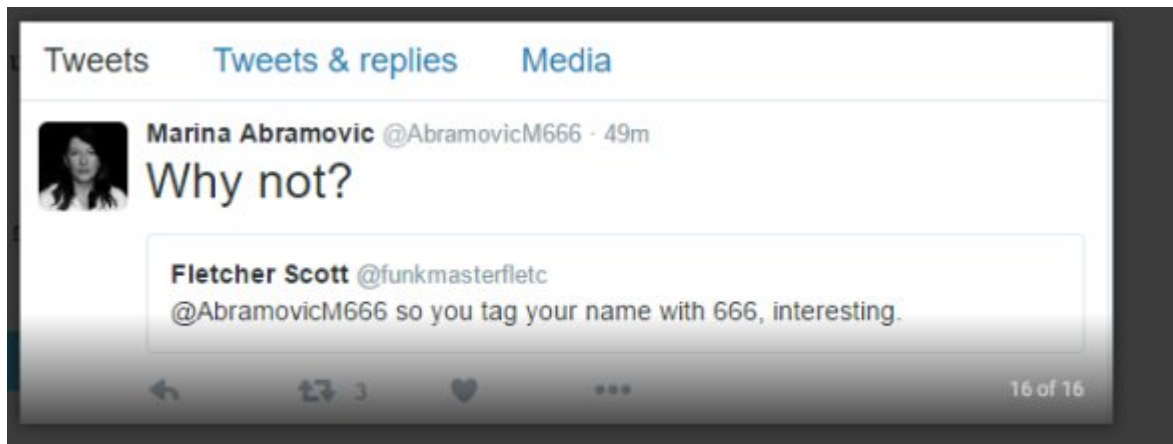 Tweets Tweets & replies Media
Marina Abramovic @AbramovicM666 · 49m
Why not?
Fletcher Scott @funkmasterfletc
@AbramovicM666 so you tag your name with 666, interesting.
3
16 of 16